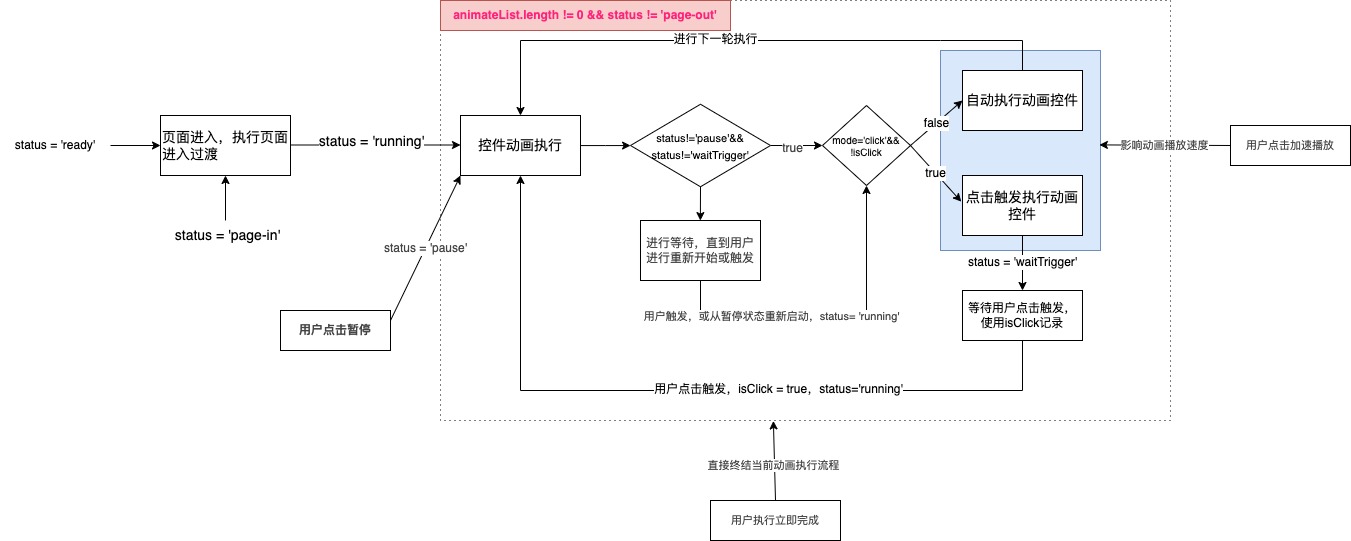 animateList.length != 0 && status != 'page-out'
进行下一轮执行
status = 'ready'
页面进入，执行页面
进入过渡
status = 'running'
控件动画执行
status!='pause'&&
status!='waitTrigger'
true
mode='click'&&
!isClick
false
true
自动执行动画控件
点击触发执行动画
控件
影响动画播放速度
用户点击加速播放
status = 'page-in'
status = 'pause'
进行等待，直到用户
进行重新开始或触发
status = 'waitTrigger'
用户点击暂停
用户触发，或从暂停状态重新启动，status= 'running'
等待用户点击触发，
使用isClick记录
用户点击触发，isClick = true，status='running'
直接终结当前动画执行流程
用户执行立即完成